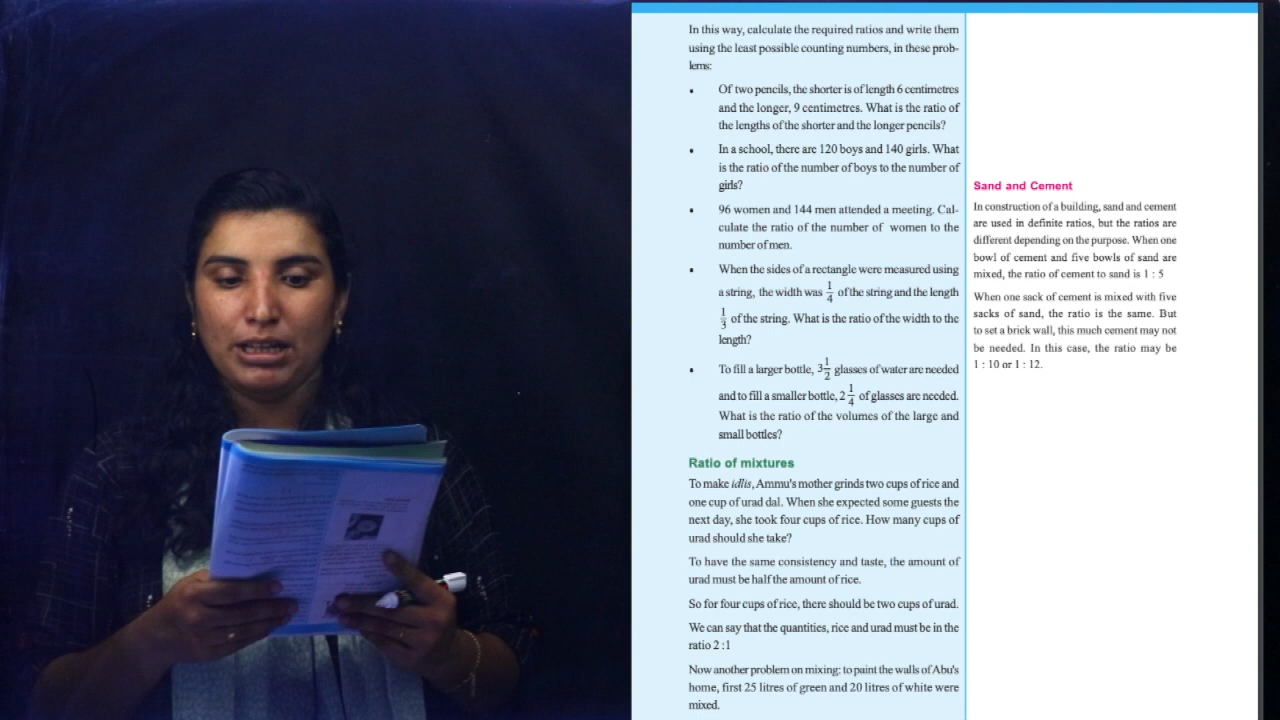 In this way, calculate the required ratios and write them
using the least possible counting numbers, in these prob-
lems:
• Of two pencils, the shorter is of length 6 centimetres
and the longer, 9 centimetres. What is the ratio of
the lengths of the shorter and the longer pencils?
• In a school, there are 120 boys and 140 girls. What
is the ratio of the number of boys to the number of
girls?
• 96 women and 144 men attended a meeting. Cal-
culate the ratio of the number of women to the
number of men.
• When the sides of a rectangle were measured using
a string, the width was 1/4 of the string and the length
1/3 of the string. What is the ratio of the width to the
length?
• To fill a larger bottle, 3 1/2 glasses of water are needed
and to fill a smaller bottle, 2 1/4 of glasses are needed.
What is the ratio of the volumes of the large and
small bottles?
Ratio of mixtures
To make idlis, Ammu's mother grinds two cups of rice and
one cup of urad dal. When she expected some guests the
next day, she took four cups of rice. How many cups of
urad should she take?
To have the same consistency and taste, the amount of
urad must be half the amount of rice.
So for four cups of rice, there should be two cups of urad.
We can say that the quantities, rice and urad must be in the
ratio 2 :1
Now another problem on mixing: to paint the walls of Abu's
home, first 25 litres of green and 20 litres of white were
mixed.
Sand and Cement
In construction of a building, sand and cement
are used in definite ratios, but the ratios are
different depending on the purpose. When one
bowl of cement and five bowls of sand are
mixed, the ratio of cement to sand is 1 : 5
When one sack of cement is mixed with five
sacks of sand, the ratio is the same. But
to set a brick wall, this much cement may not
be needed. In this case, the ratio may be
1 : 10 or 1 : 12.